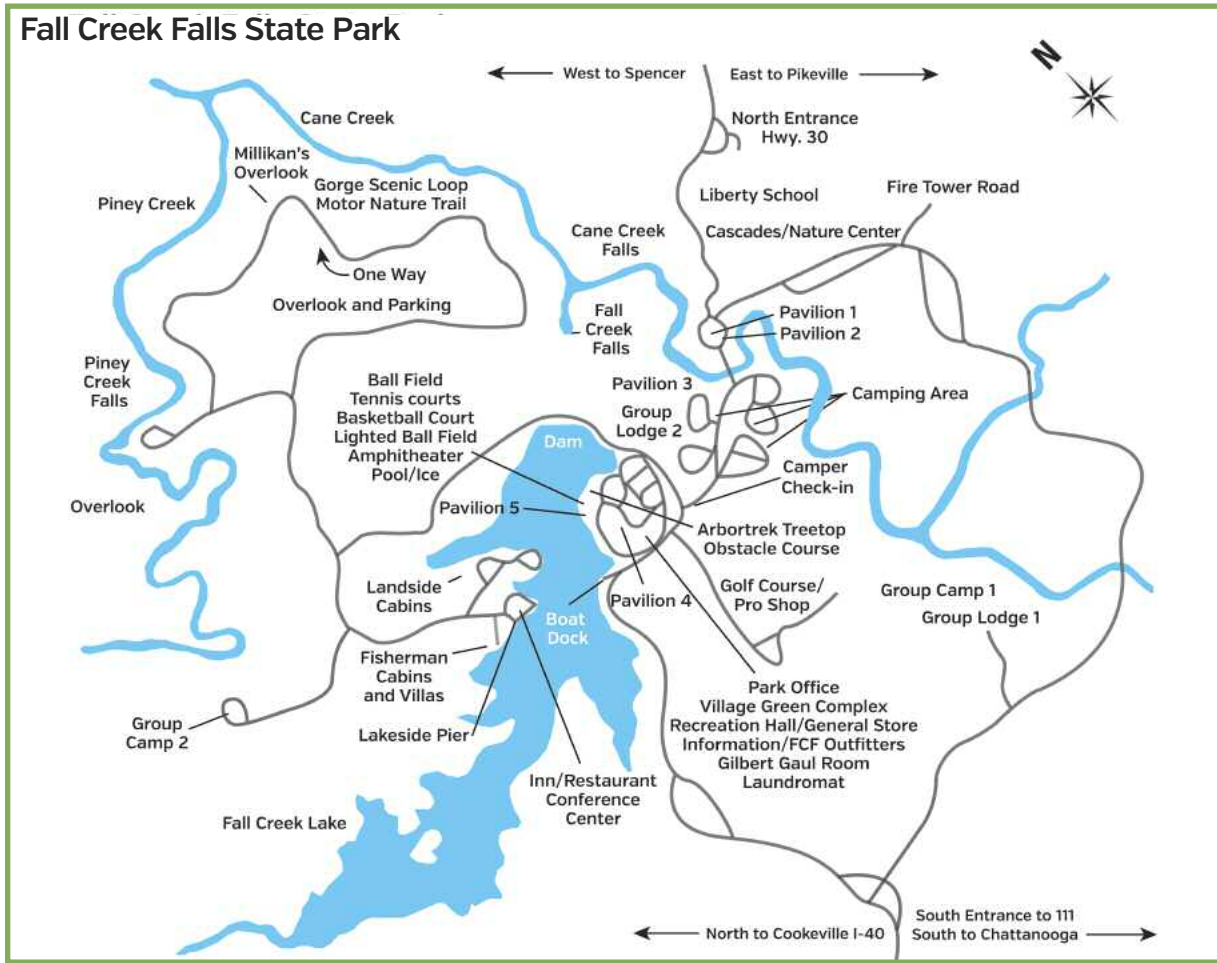 Fall Creek Falls State Park
N
West to Spencer
East to Pikeville
Cane Creek
North Entrance
Hwy. 30
Millikan's
Overlook
Gorge Scenic Loop
Motor Nature Trail
Piney Creek
Liberty School
Fire Tower Road
Cane Creek
Falls
Cascades/Nature Center
One Way
Overlook and Parking
Fall
Creek
Falls
Pavilion 1
Pavilion 2
Piney
Creek
Falls
Ball Field
Tennis courts
Basketball Court
Lighted Ball Field
Amphitheater
Pool/Ice
Pavilion 3
Group
Lodge 2
Camping Area
Dam
Camper
Check-in
Overlook
Pavilion 5
Arbortrek Treetop
Obstacle Course
Landside
Cabins
Pavilion 4
Golf Course/
Pro Shop
Group Camp 1
Group Lodge 1
Boat
Dock
Fisherman
Cabins
and Villas
Group
Camp 2
Lakeside Pier
Park Office
Village Green Complex
Recreation Hall/General Store
Information/FCF Outfitters
Gilbert Gaul Room
Laundromat
Inn/Restaurant
Conference
Center
Fall Creek Lake
North to Cookeville I-40
South Entrance to 111
South to Chattanooga